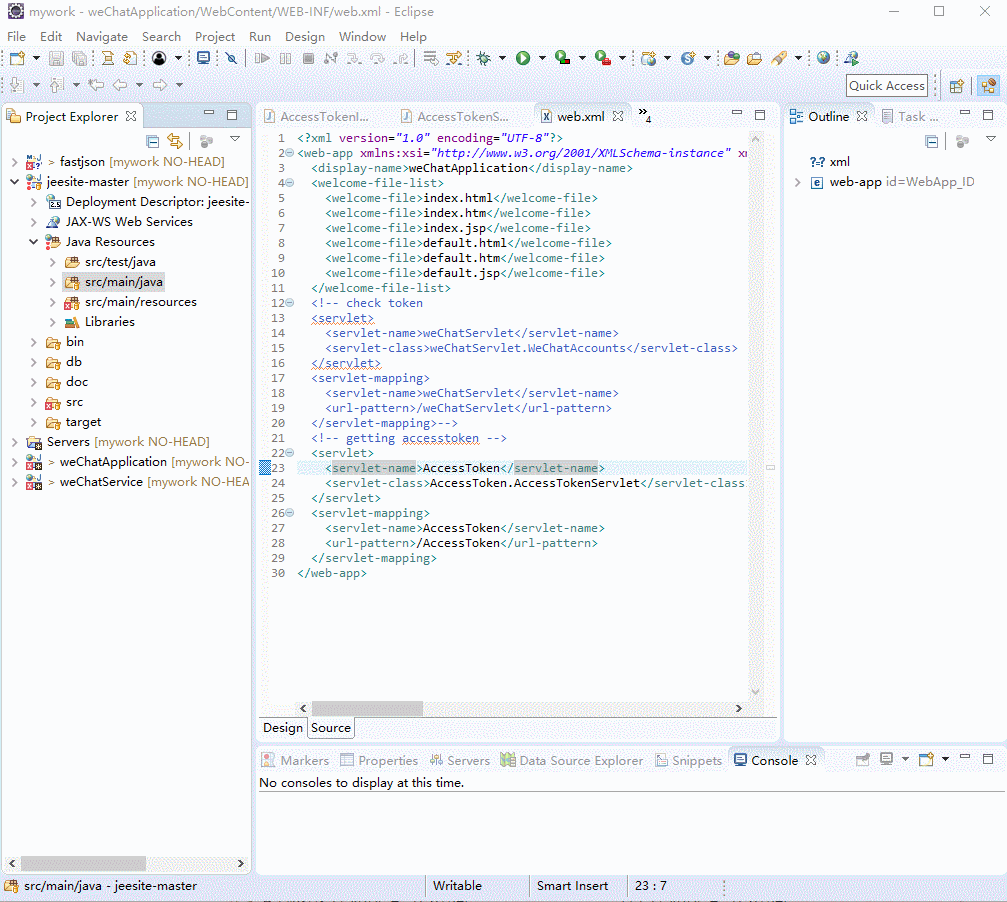 mywork - weChatApplication/WebContent/WEB-INF/web.xml - Eclipse
File Edit Navigate Search Project Run Design Window Help
Quick Access
Project Explorer
> fastjson [mywork NO-HEAD]
jeesite-master [mywork NO-HEAD]
Deployment Descriptor: jeesite-
JAX-WS Web Services
Java Resources
src/test/java
src/main/java
src/main/resources
Libraries
bin
db
doc
src
target
Servers [mywork NO-HEAD]
> weChatApplication [mywork NO-
> weChatService [mywork NO-HEA
AccessTokenI... AccessTokenS... web.xml »4
1 <?xml version="1.0" encoding="UTF-8"?>
2 <web-app xmlns:xsi="http://www.w3.org/2001/XMLSchema-instance" xm
3 <display-name>weChatApplication</display-name>
4 <welcome-file-list>
5 <welcome-file>index.html</welcome-file>
6 <welcome-file>index.htm</welcome-file>
7 <welcome-file>index.jsp</welcome-file>
8 <welcome-file>default.html</welcome-file>
9 <welcome-file>default.htm</welcome-file>
10 <welcome-file>default.jsp</welcome-file>
11 </welcome-file-list>
12 <!-- check token
13 <servlet>
14 <servlet-name>weChatServlet</servlet-name>
15 <servlet-class>weChatServlet.WeChatAccounts</servlet-class>
16 </servlet>
17 <servlet-mapping>
18 <servlet-name>weChatServlet</servlet-name>
19 <url-pattern>/weChatServlet</url-pattern>
20 </servlet-mapping>-->
21 <!-- getting accesstoken -->
22 <servlet>
23 <servlet-name>AccessToken</servlet-name>
24 <servlet-class>AccessToken.AccessTokenServlet</servlet-class
25 </servlet>
26 <servlet-mapping>
27 <servlet-name>AccessToken</servlet-name>
28 <url-pattern>/AccessToken</url-pattern>
29 </servlet-mapping>
30 </web-app>
Design Source
Outline Task ...
?=? xml
e web-app id=WebApp_ID
Markers Properties Servers Data Source Explorer Snippets Console
No consoles to display at this time.
src/main/java - jeesite-master Writable Smart Insert 23 : 7